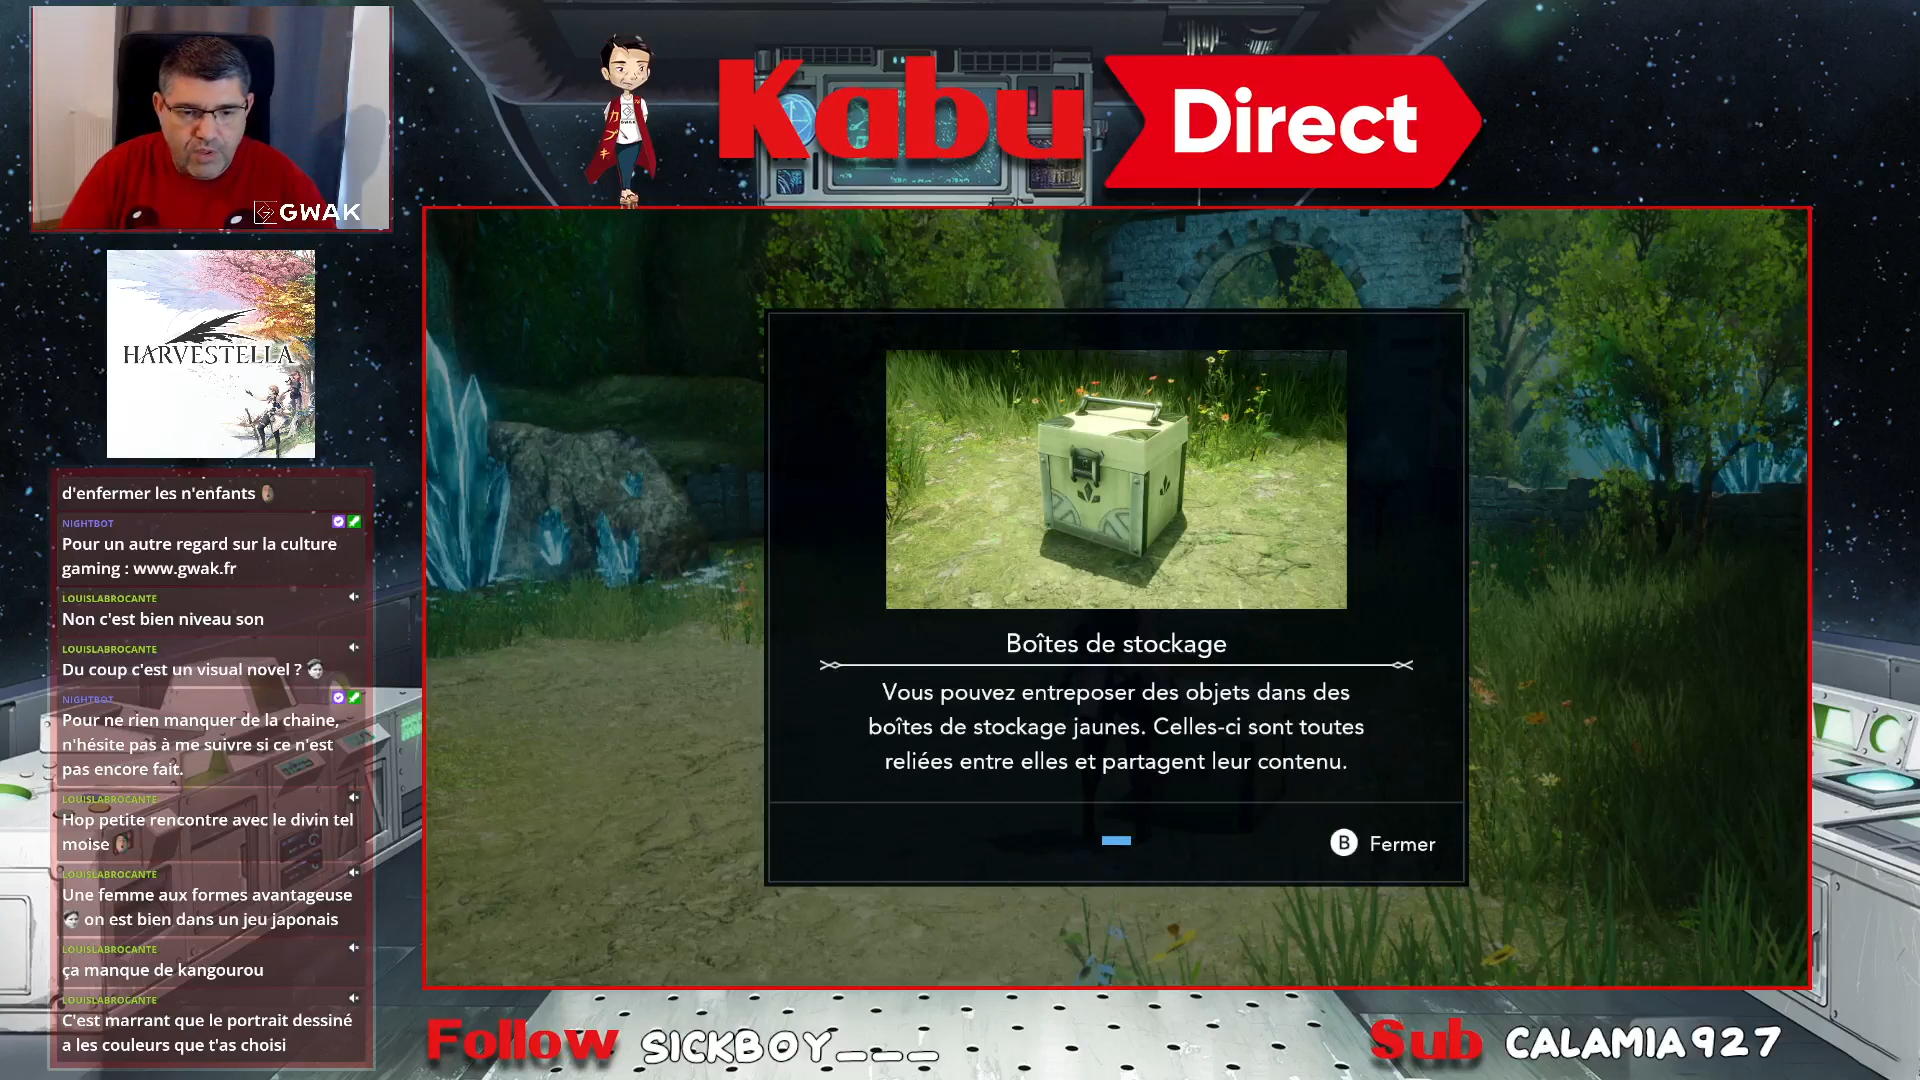 GWAK
Kabu Direct
HARVESTELLA
d'enfermer les n'enfants
NIGHTBOT
Pour un autre regard sur la culture
gaming : www.gwak.fr
LOUISLABROCANTE
Non c'est bien niveau son
LOUISLABROCANTE
Du coup c'est un visual novel ?
NIGHTBOT
Pour ne rien manquer de la chaine,
n'hésite pas à me suivre si ce n'est
pas encore fait.
LOUISLABROCANTE
Hop petite rencontre avec le divin tel
moise
LOUISLABROCANTE
Une femme aux formes avantageuse
on est bien dans un jeu japonais
LOUISLABROCANTE
ça manque de kangourou
LOUISLABROCANTE
C'est marrant que le portrait dessiné
a les couleurs que t'as choisi
Boîtes de stockage
Vous pouvez entreposer des objets dans des
boîtes de stockage jaunes. Celles-ci sont toutes
reliées entre elles et partagent leur contenu.
B Fermer
Follow SICKBOY___
Sub CALAMIA927